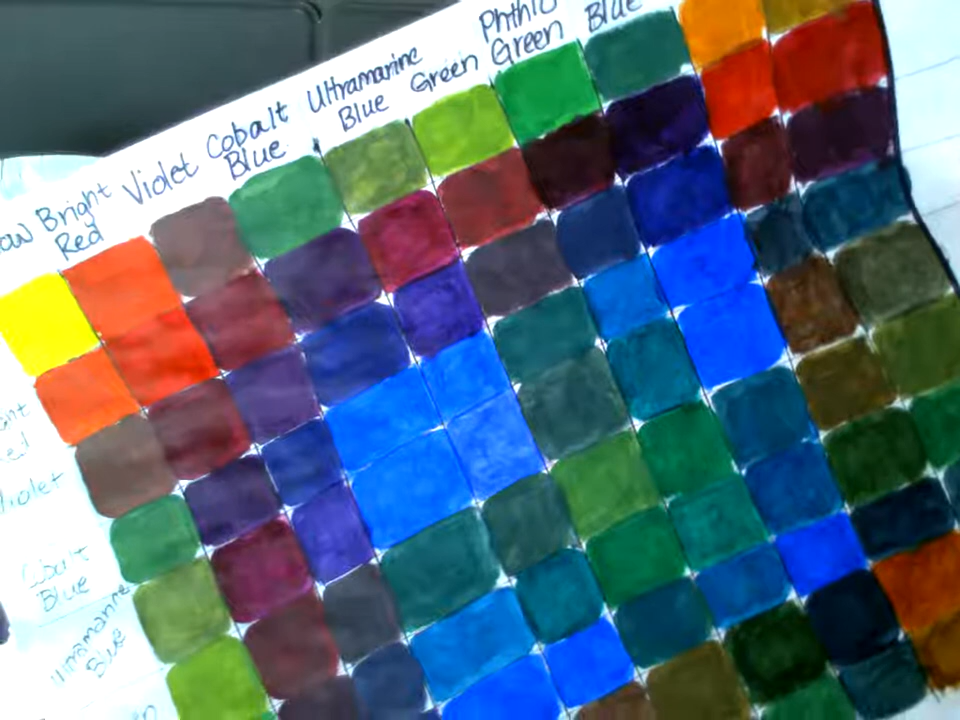 Bright
Red
Violet
Cobalt
Blue
Ultramarine
Blue
Green
Phthlo
Green
Blue
Violet
Cobalt
Blue
Ultramarine
Blue